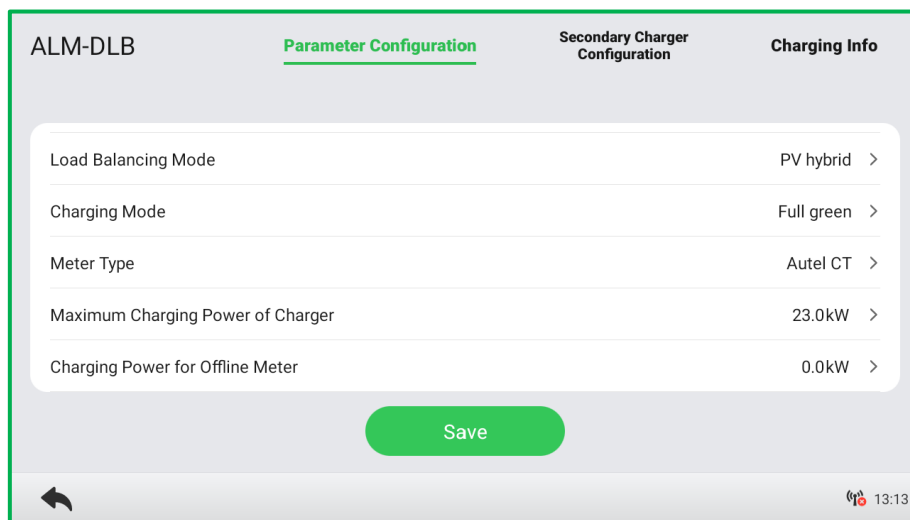 ALM-DLB
Parameter Configuration
Secondary Charger
Configuration
Charging Info
Load Balancing Mode PV hybrid
Charging Mode Full green
Meter Type Autel CT
Maximum Charging Power of Charger 23.0kW
Charging Power for Offline Meter 0.0kW
Save
13:13